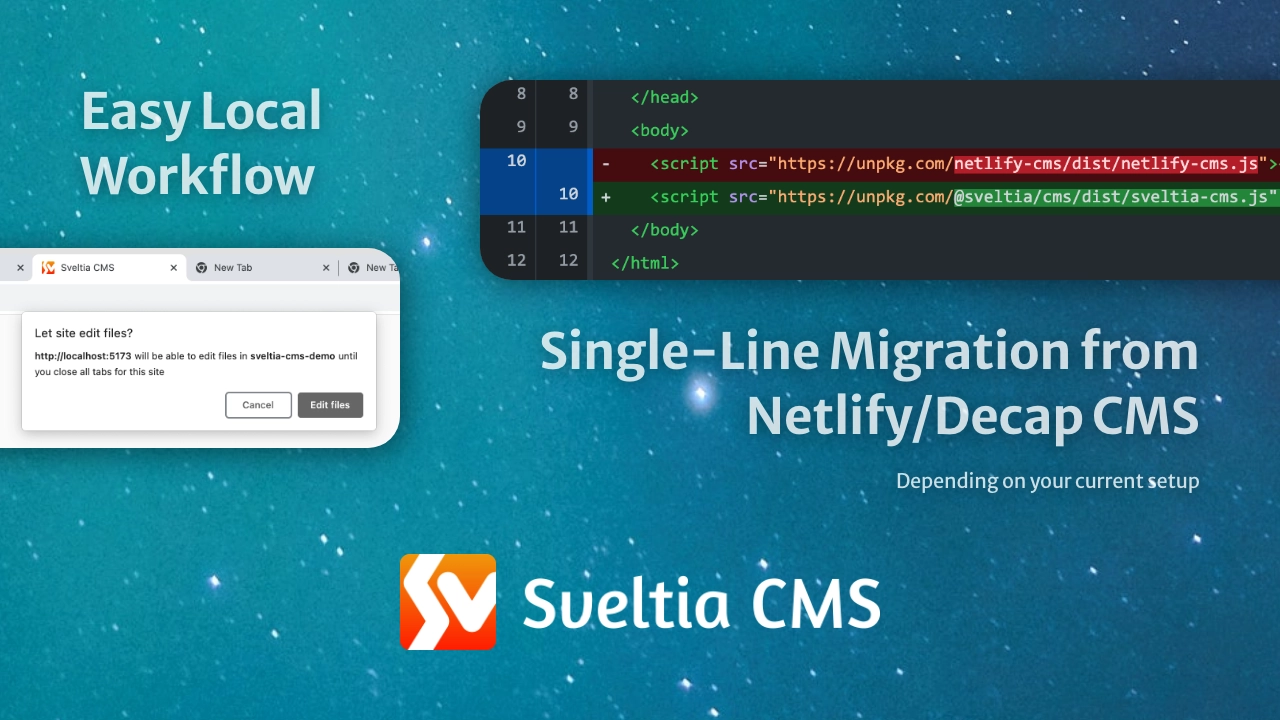 Easy Local
Workflow
8 8 </head>
9 9 <body>
10 - <script src="https://unpkg.com/netlify-cms/dist/netlify-cms.js">
10 + <script src="https://unpkg.com/@sveltia/cms/dist/sveltia-cms.js"
11 11 </body>
12 12 </html>
Sveltia CMS New Tab New Ta
Let site edit files?
http://localhost:5173 will be able to edit files in sveltia-cms-demo until
you close all tabs for this site
Cancel Edit files
Single-Line Migration from
Netlify/Decap CMS
Depending on your current setup
Sveltia CMS